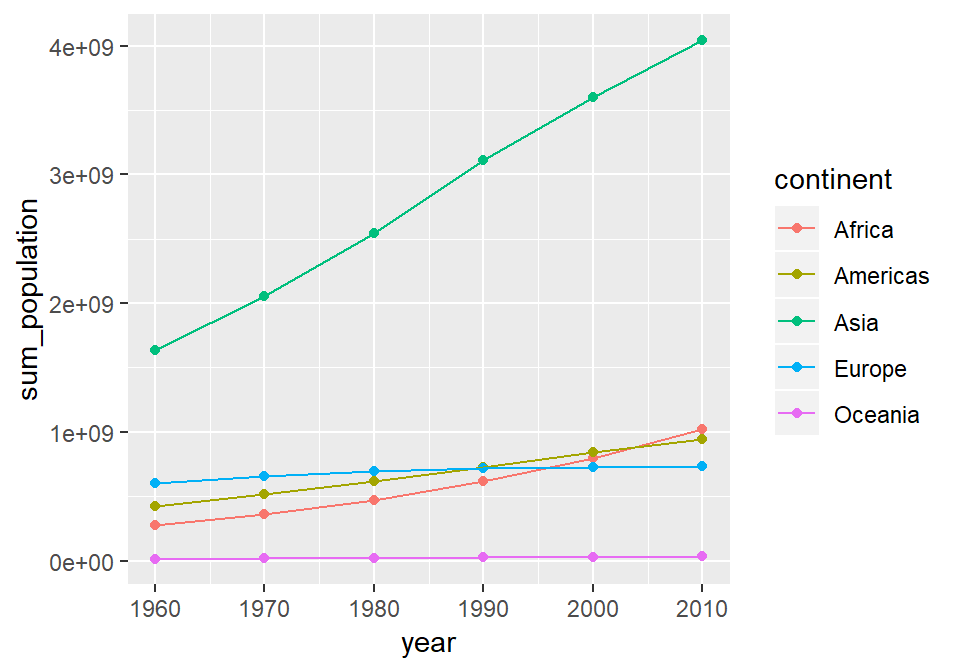 4e+09
3e+09
2e+09
1e+09
0e+00
sum_population
1960 1970 1980 1990 2000 2010
year
continent
Africa
Americas
Asia
Europe
Oceania